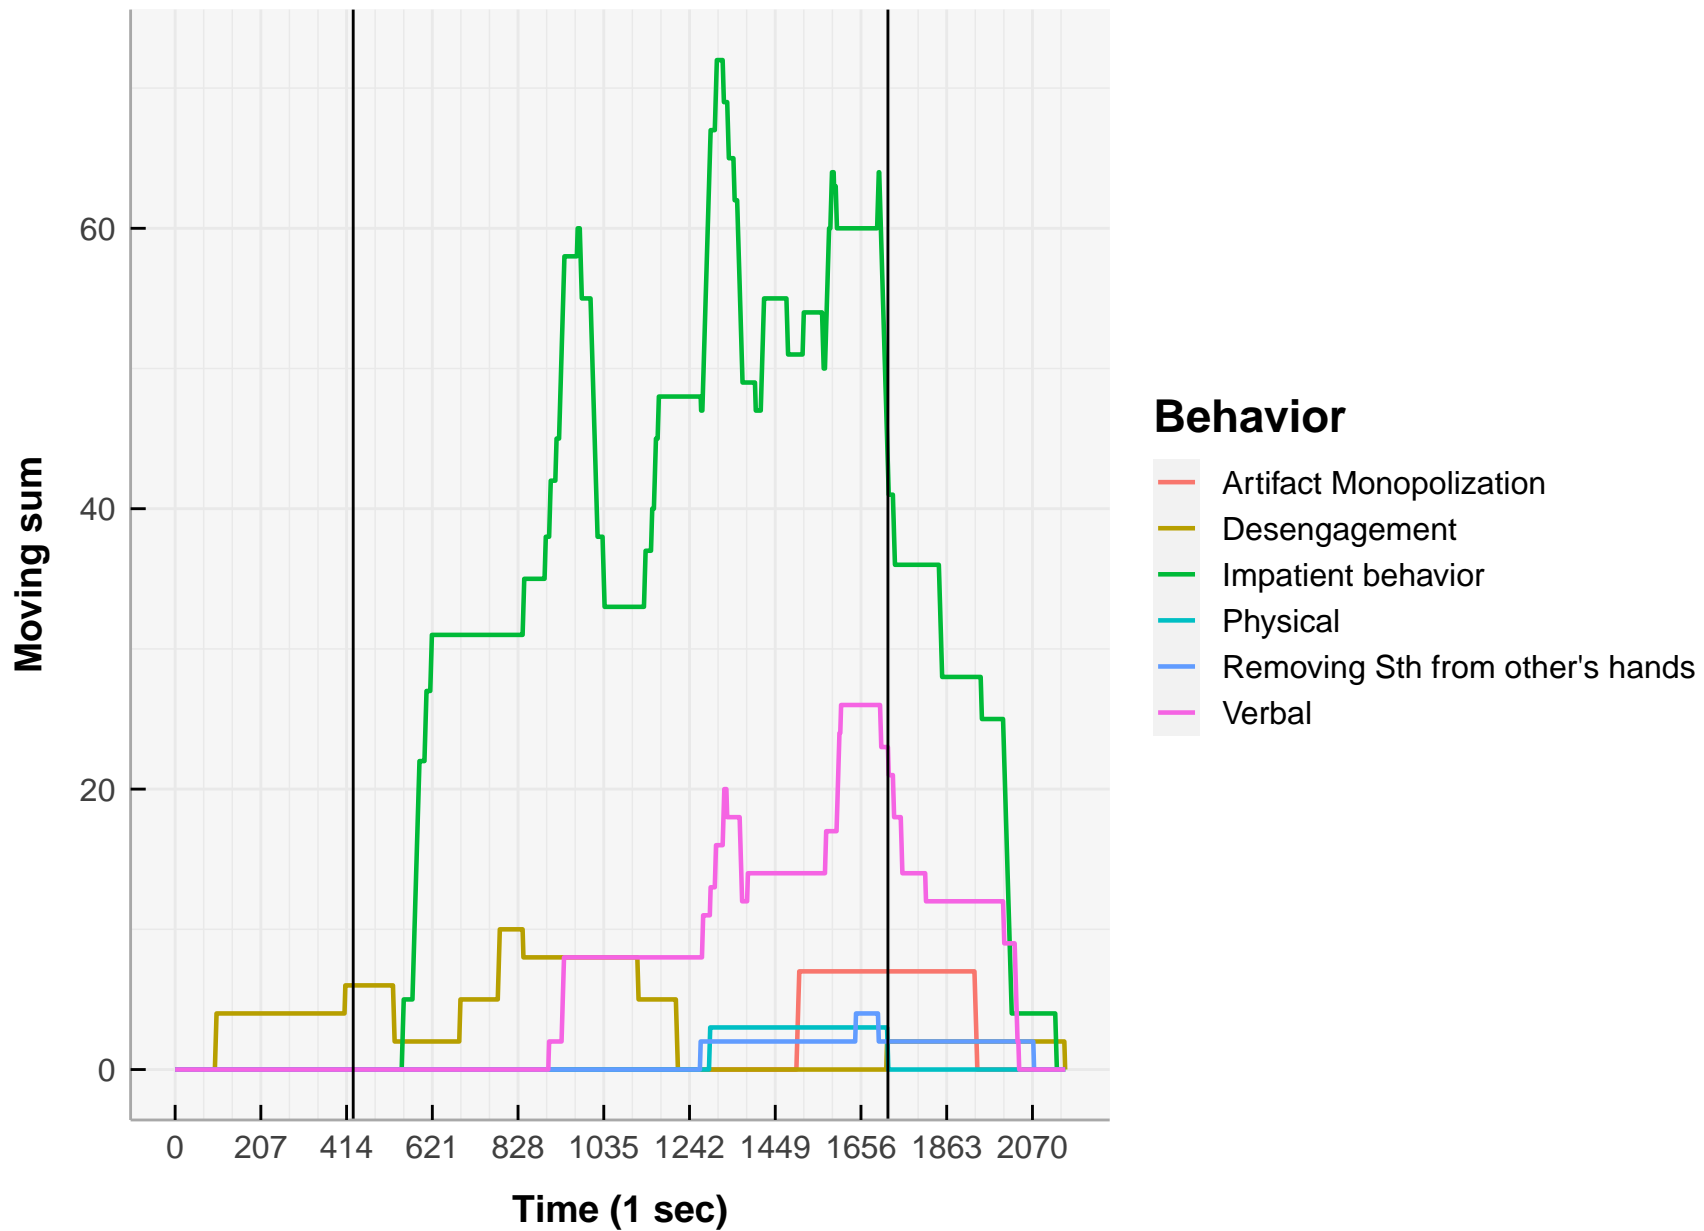 60
40
20
0
Moving sum
0 207 414 621 828 1035 1242 1449 1656 1863 2070
Time (1 sec)
Behavior
Artifact Monopolization
Desengagement
Impatient behavior
Physical
Removing Sth from other's hands
Verbal